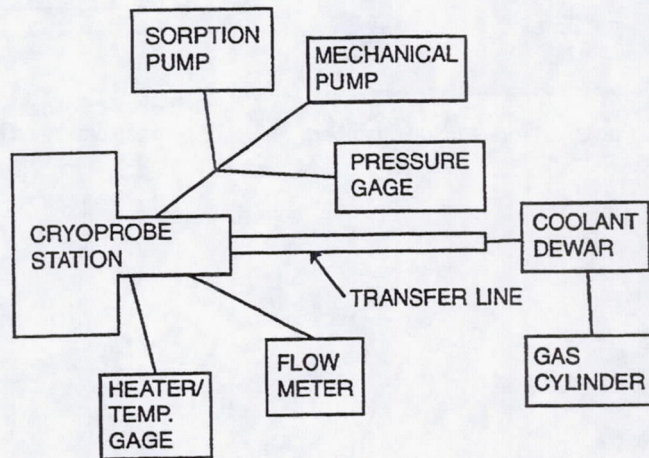 SORPTION
PUMP
MECHANICAL
PUMP
PRESSURE
GAGE
CRYOPROBE
STATION
COOLANT
DEWAR
TRANSFER LINE
HEATER/
TEMP.
GAGE
FLOW
METER
GAS
CYLINDER